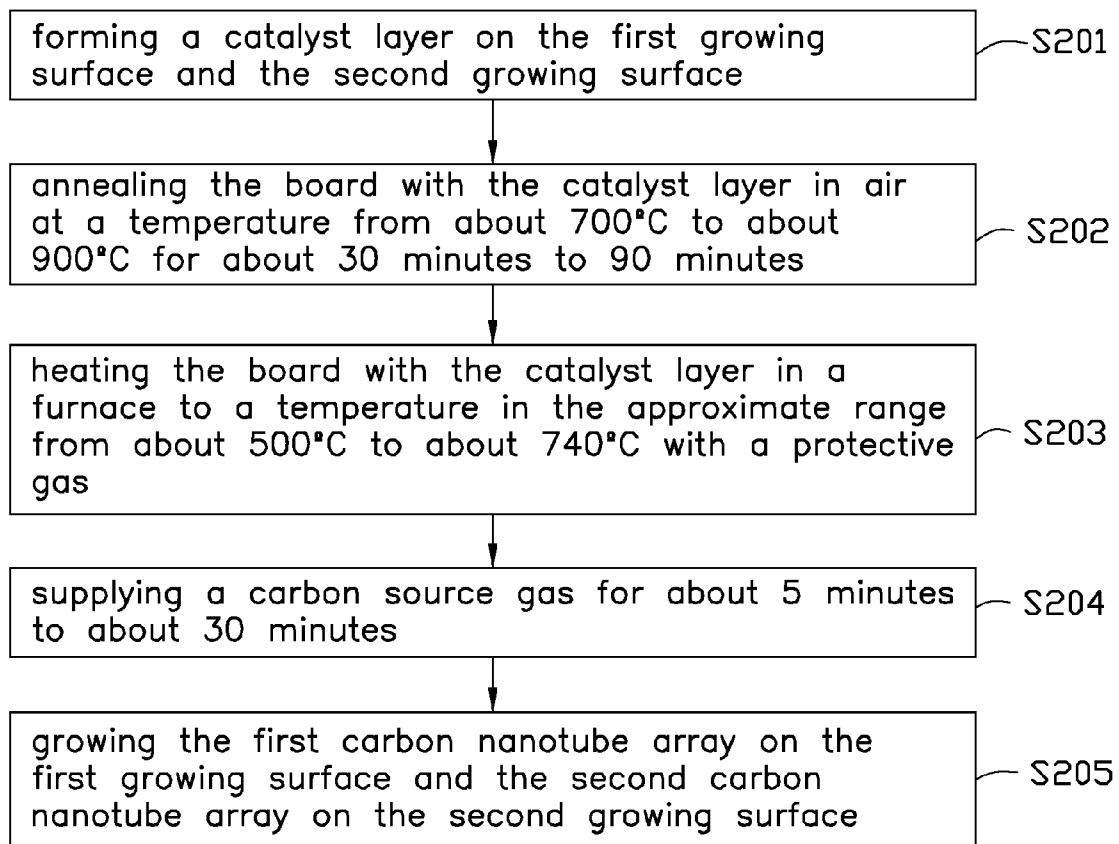 forming a catalyst layer on the first growing
surface and the second growing surface
S201
annealing the board with the catalyst layer in air
at a temperature from about 700°C to about
900°C for about 30 minutes to 90 minutes
S202
heating the board with the catalyst layer in a
furnace to a temperature in the approximate range
from about 500°C to about 740°C with a protective
gas
S203
supplying a carbon source gas for about 5 minutes
to about 30 minutes
S204
growing the first carbon nanotube array on the
first growing surface and the second carbon
nanotube array on the second growing surface
S205